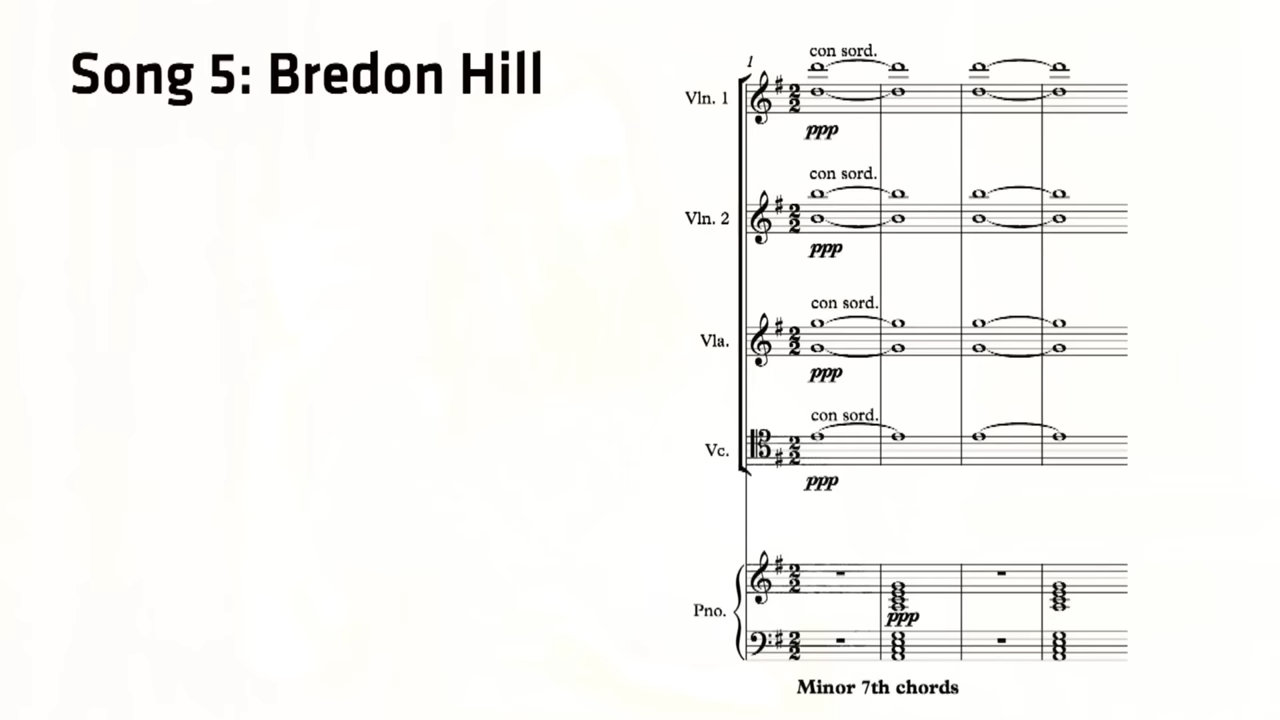 Song 5: Bredon Hill
1
con sord.
Vln. 1
ppp
con sord.
Vln. 2
ppp
con sord.
Vla.
ppp
con sord.
Vc.
ppp
Pno.
ppp
Minor 7th chords